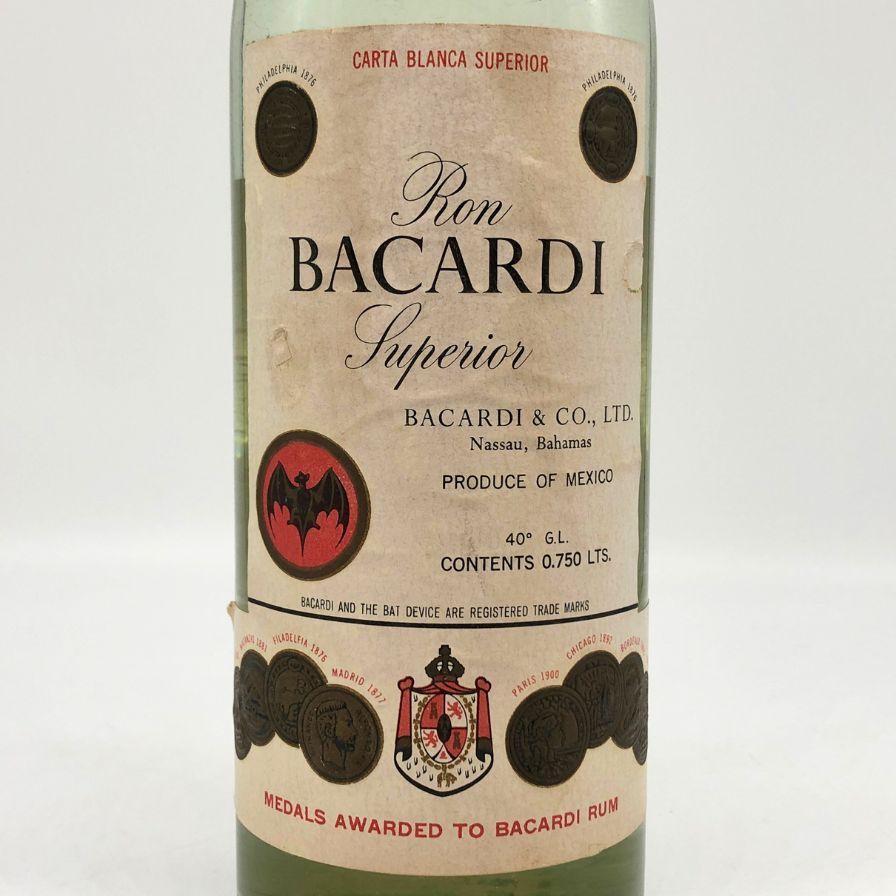 CARTA BLANCA SUPERIOR
PHILADELPHIA 1876
PHILADELPHIA 1876
Ron
BACARDI
Superior
BACARDI & CO., LTD.
Nassau, Bahamas
PRODUCE OF MEXICO
40° G.L.
CONTENTS 0.750 LTS.
BACARDI AND THE BAT DEVICE ARE REGISTERED TRADE MARKS
FILADELFIA 1876
MADRID 1877
PARIS 1900
CHICAGO 1892
MEDALS AWARDED TO BACARDI RUM